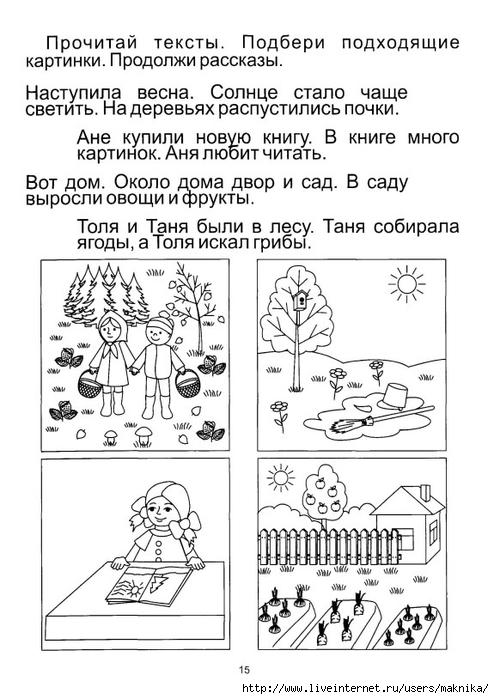 Прочитай тексты. Подбери подходящие
картинки. Продолжи рассказы.
Наступила весна. Солнце стало чаще
светить. На деревьях распустились почки.
Ане купили новую книгу. В книге много
картинок. Аня любит читать.
Вот дом. Около дома двор и сад. В саду
выросли овощи и фрукты.
Толя и Таня были в лесу. Таня собирала
ягоды, а Толя искал грибы.
15
http://www.liveinternet.ru/users/maknika/